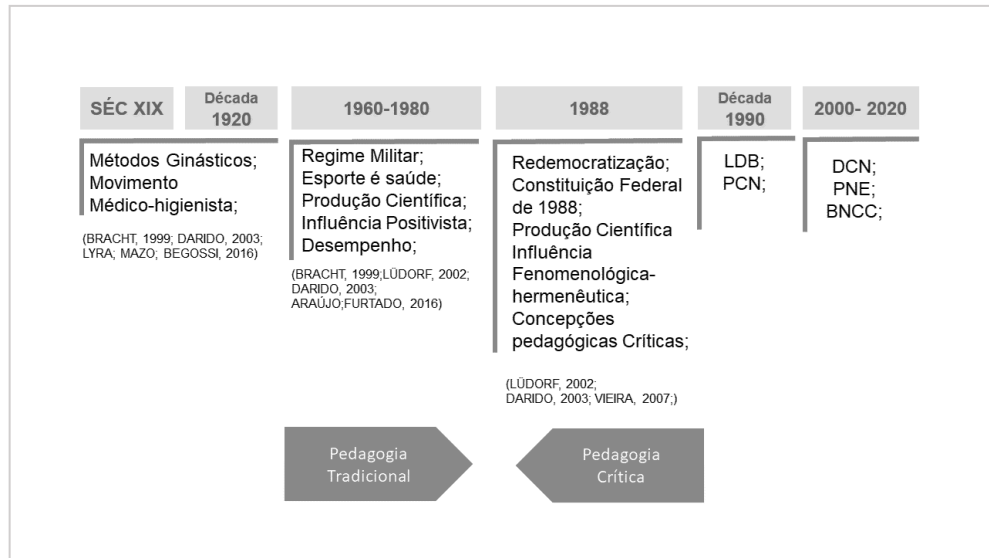 SÉC XIX
Década
1920
1960-1980
1988
Década
1990
2000- 2020
Métodos Ginásticos;
Movimento
Médico-higienista;
(BRACHT, 1999; DARIDO, 2003;
LYRA; MAZO; BEGOSSI, 2016)
Regime Militar;
Esporte é saúde;
Produção Científica;
Influência Positivista;
Desempenho;
(BRACHT, 1999;LÜDORF, 2002;
DARIDO, 2003;
ARAÚJO;FURTADO, 2016)
Redemocratização;
Constituição Federal
de 1988;
Produção Científica
Influência
Fenomenológica-
hermenêutica;
Concepções
pedagógicas Críticas;
(LÜDORF, 2002;
DARIDO, 2003; VIEIRA, 2007;)
LDB;
PCN;
DCN;
PNE;
BNCC;
Pedagogia
Tradicional
Pedagogia
Crítica